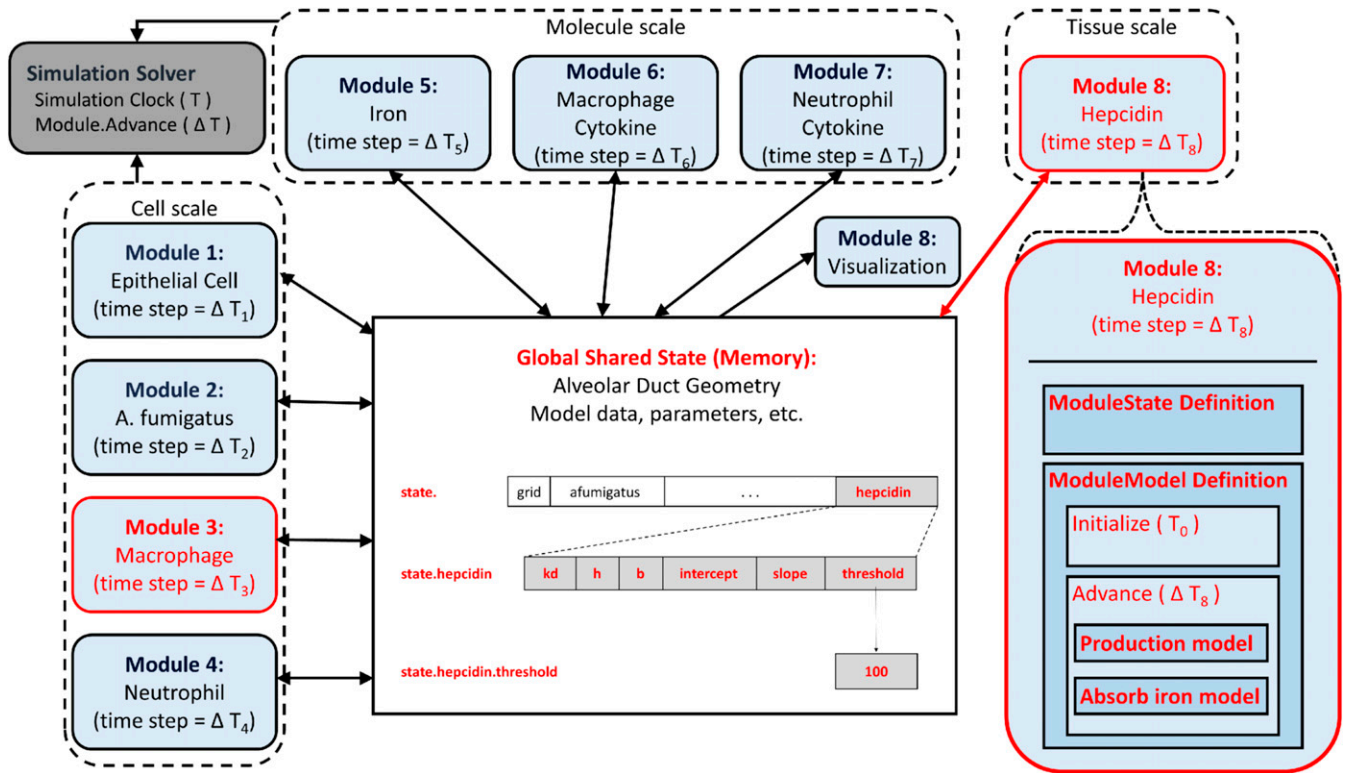 Molecule scale
Tissue scale
Simulation Solver
Simulation Clock ( T )
Module.Advance ( Δ T )
Module 5:
Iron
(time step = Δ T5)
Module 6:
Macrophage
Cytokine
(time step = Δ T6)
Module 7:
Neutrophil
Cytokine
(time step = Δ T7)
Module 8:
Hepcidin
(time step = Δ T8)
Cell scale
Module 1:
Epithelial Cell
(time step = Δ T1)
Module 2:
A. fumigatus
(time step = Δ T2)
Module 3:
Macrophage
(time step = Δ T3)
Module 4:
Neutrophil
(time step = Δ T4)
Module 8:
Visualization
Global Shared State (Memory):
Alveolar Duct Geometry
Model data, parameters, etc.
state. grid afumigatus . . . hepcidin
state.hepcidin kd h b intercept slope threshold
state.hepcidin.threshold 100
Module 8:
Hepcidin
(time step = Δ T8)
ModuleState Definition
ModuleModel Definition
Initialize ( T0 )
Advance ( Δ T8 )
Production model
Absorb iron model